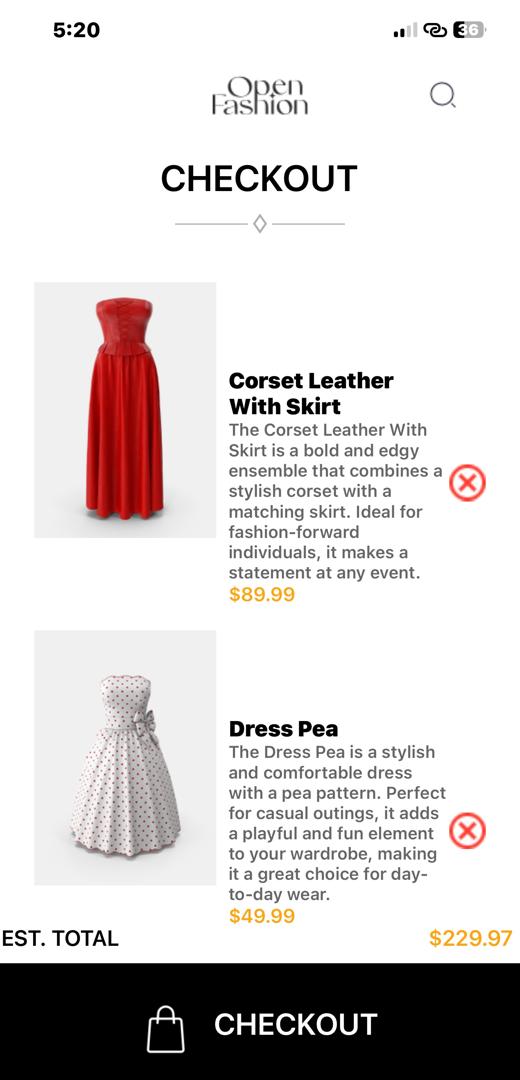 5:20
36
Open
Fashion
CHECKOUT
Corset Leather
With Skirt
The Corset Leather With
Skirt is a bold and edgy
ensemble that combines a
stylish corset with a
matching skirt. Ideal for
fashion-forward
individuals, it makes a
statement at any event.
$89.99
Dress Pea
The Dress Pea is a stylish
and comfortable dress
with a pea pattern. Perfect
for casual outings, it adds
a playful and fun element
to your wardrobe, making
it a great choice for day-
to-day wear.
$49.99
EST. TOTAL $229.97
CHECKOUT